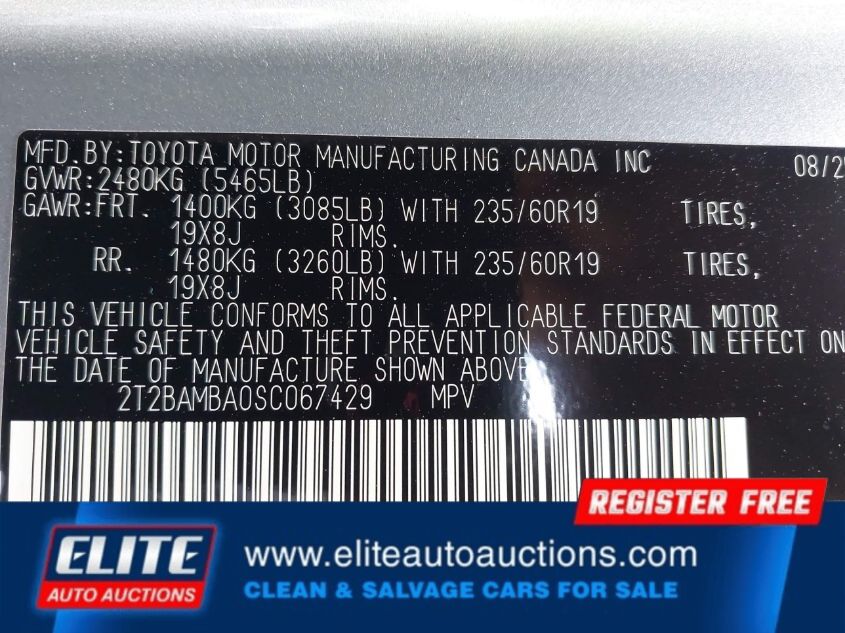 MFD.BY:TOYOTA MOTOR MANUFACTURING CANADA INC 08/2
GVWR:2480KG (5465LB)
GAWR:FRT. 1400KG (3085LB) WITH 235/60R19 TIRES,
19X8J RIMS.
RR. 1480KG (3260LB) WITH 235/60R19 TIRES,
19X8J RIMS.
THIS VEHICLE CONFORMS TO ALL APPLICABLE FEDERAL MOTOR
VEHICLE SAFETY AND THEFT PREVENTION STANDARDS IN EFFECT ON
THE DATE OF MANUFACTURE SHOWN ABOVE.
2T2BAMBA0SC067429 MPV
REGISTER FREE
ELITE
AUTO AUCTIONS
www.eliteautoauctions.com
CLEAN & SALVAGE CARS FOR SALE